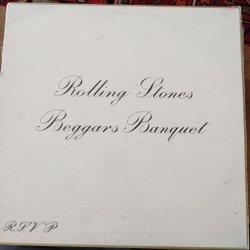 Rolling Stones
Beggars Banquet
R.S.V.P.